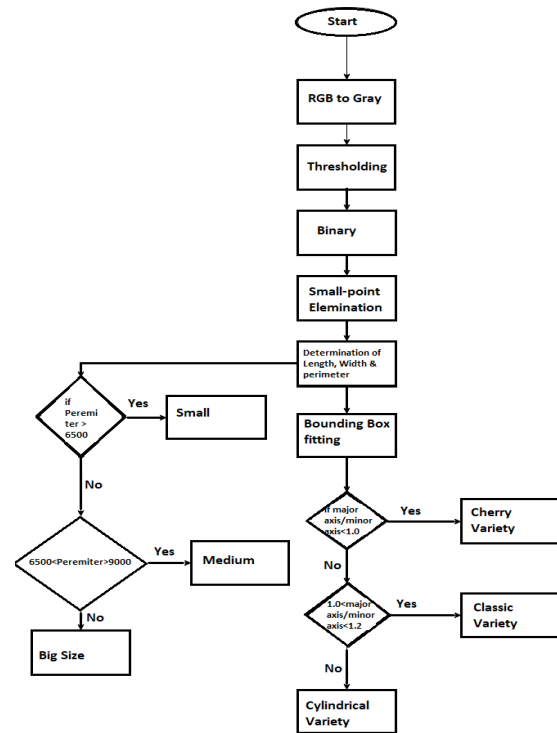 Start
RGB to Gray
Thresholding
Binary
Small-point
Elemination
Determination of
Length, Width &
perimeter
if
Peremi
ter >
6500
Yes
Small
No
6500<Peremiter>9000
Yes
Medium
No
Big Size
Bounding Box
fitting
if major
axis/minor
axis<1.0
Yes
Cherry
Variety
No
1.0<major
axis/minor
axis<1.2
Yes
Classic
Variety
No
Cylindrical
Variety